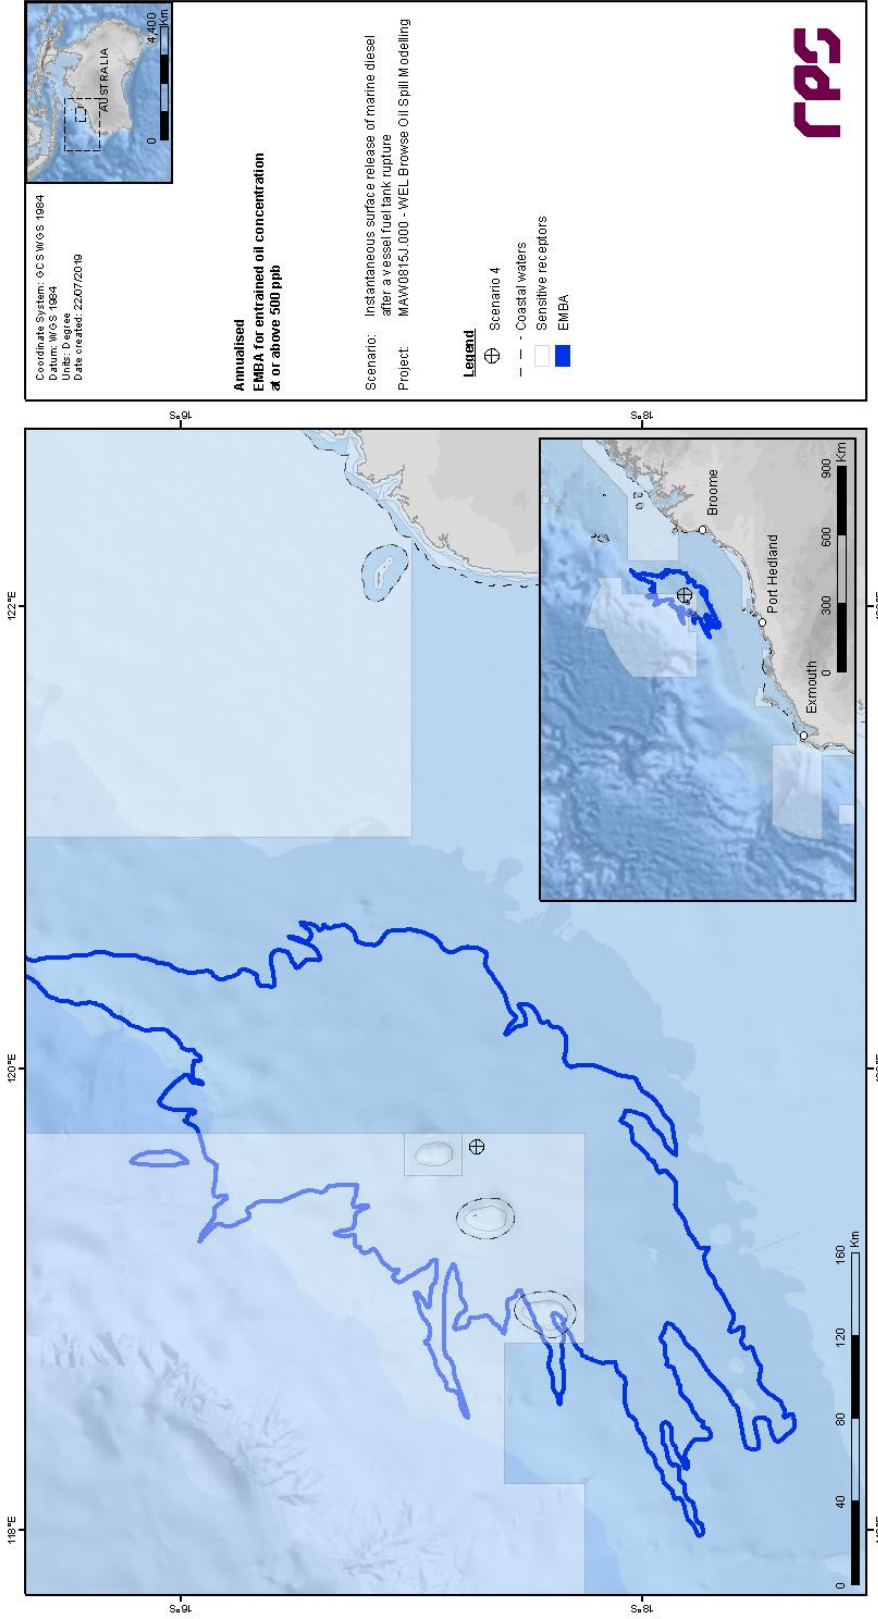 Coordinate System: GCS WGS 1984
Datum: WGS 1984
Units: Degree
Date created: 22/07/2019
Annualised
EMBA for entrained oil concentration
at or above 500 ppb
Scenario: Instantaneous surface release of marine diesel
after a vessel fuel tank rupture
Project: MAW0815J.000 - WEL Browse Oil Spill Modelling
Legend
Scenario 4
Coastal waters
Sensitive receptors
EMBA
rps
AUSTRALIA
0 4,400
Km
118°E 120°E 122°E
16°S
18°S
16°S
18°S
0 40 80 120 160
Km
Exmouth
Port Hedland
Broome
0 300 600 900
Km